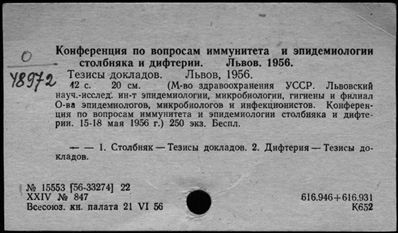 О
48972
Конференция по вопросам иммунитета и эпидемиологии
столбняка и дифтерии. Львов. 1956.
Тезисы докладов. Львов, 1956.
42 с. 20 см. (М-во здравоохранения УССР. Львовский
науч.-исслед. ин-т эпидемиологии, микробиологии, гигиены и филиал
О-ва эпидемиологов, микробиологов и инфекционистов. Конферен-
ция по вопросам иммунитета и эпидемиологии столбняка и дифте-
рии. 15-18 мая 1956 г.) 250 экз. Беспл.
— — 1. Столбняк — Тезисы докладов. 2. Дифтерия — Тезисы до-
кладов.
№ 15553 [56-33274] 22
XXIV № 847 616.946+616.931
Всесоюз. кн. палата 21 VI 56 К652